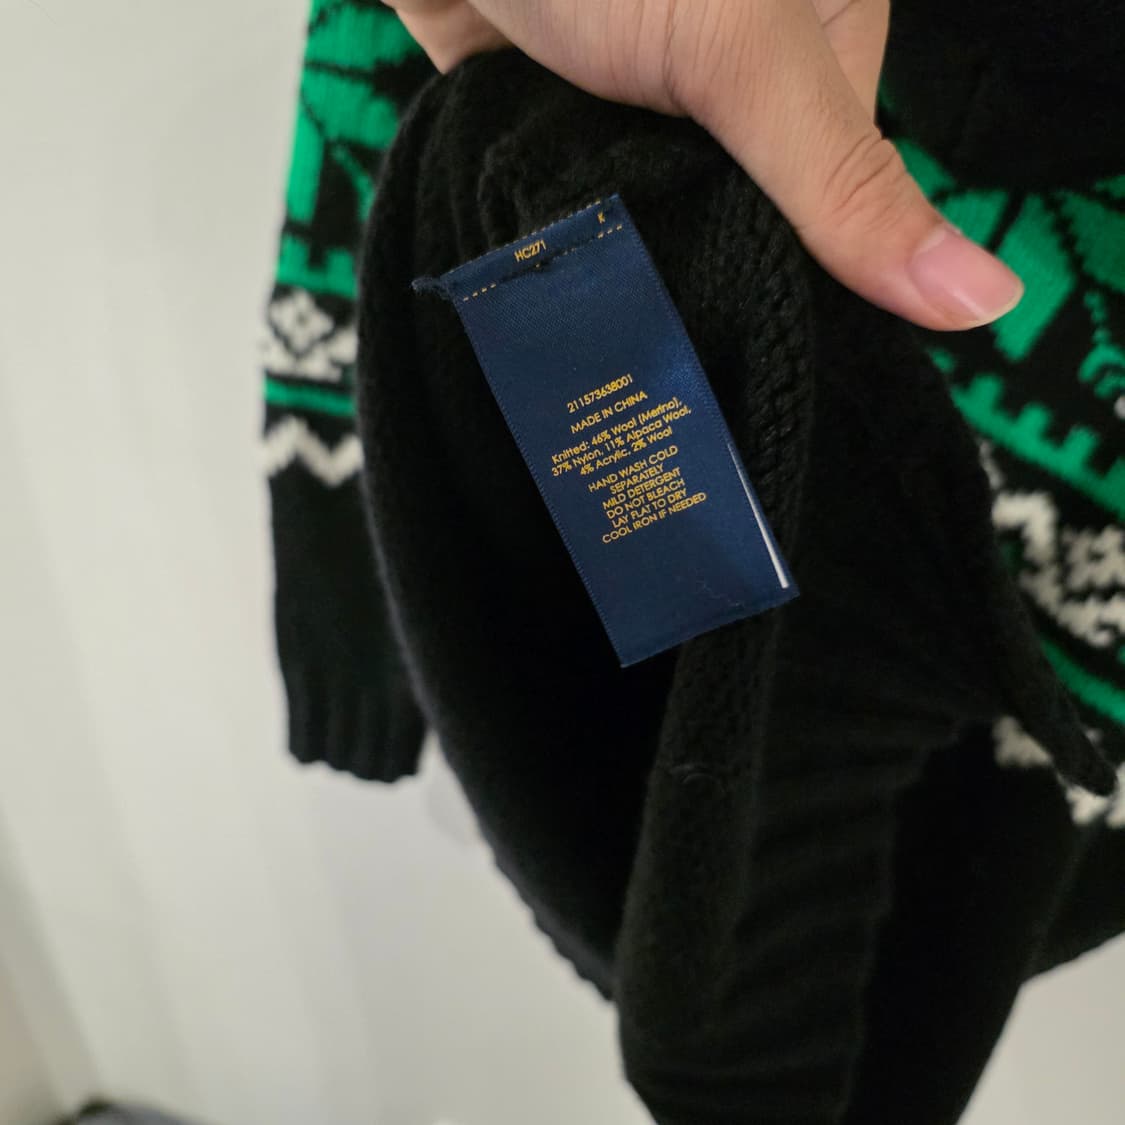 K
HC271
211573638001
MADE IN CHINA
Knitted: 46% Wool (Merino),
37% Nylon, 11% Alpaca Wool,
4% Acrylic, 2% Wool
HAND WASH COLD
SEPARATELY
MILD DETERGENT
DO NOT BLEACH
LAY FLAT TO DRY
COOL IRON IF NEEDED